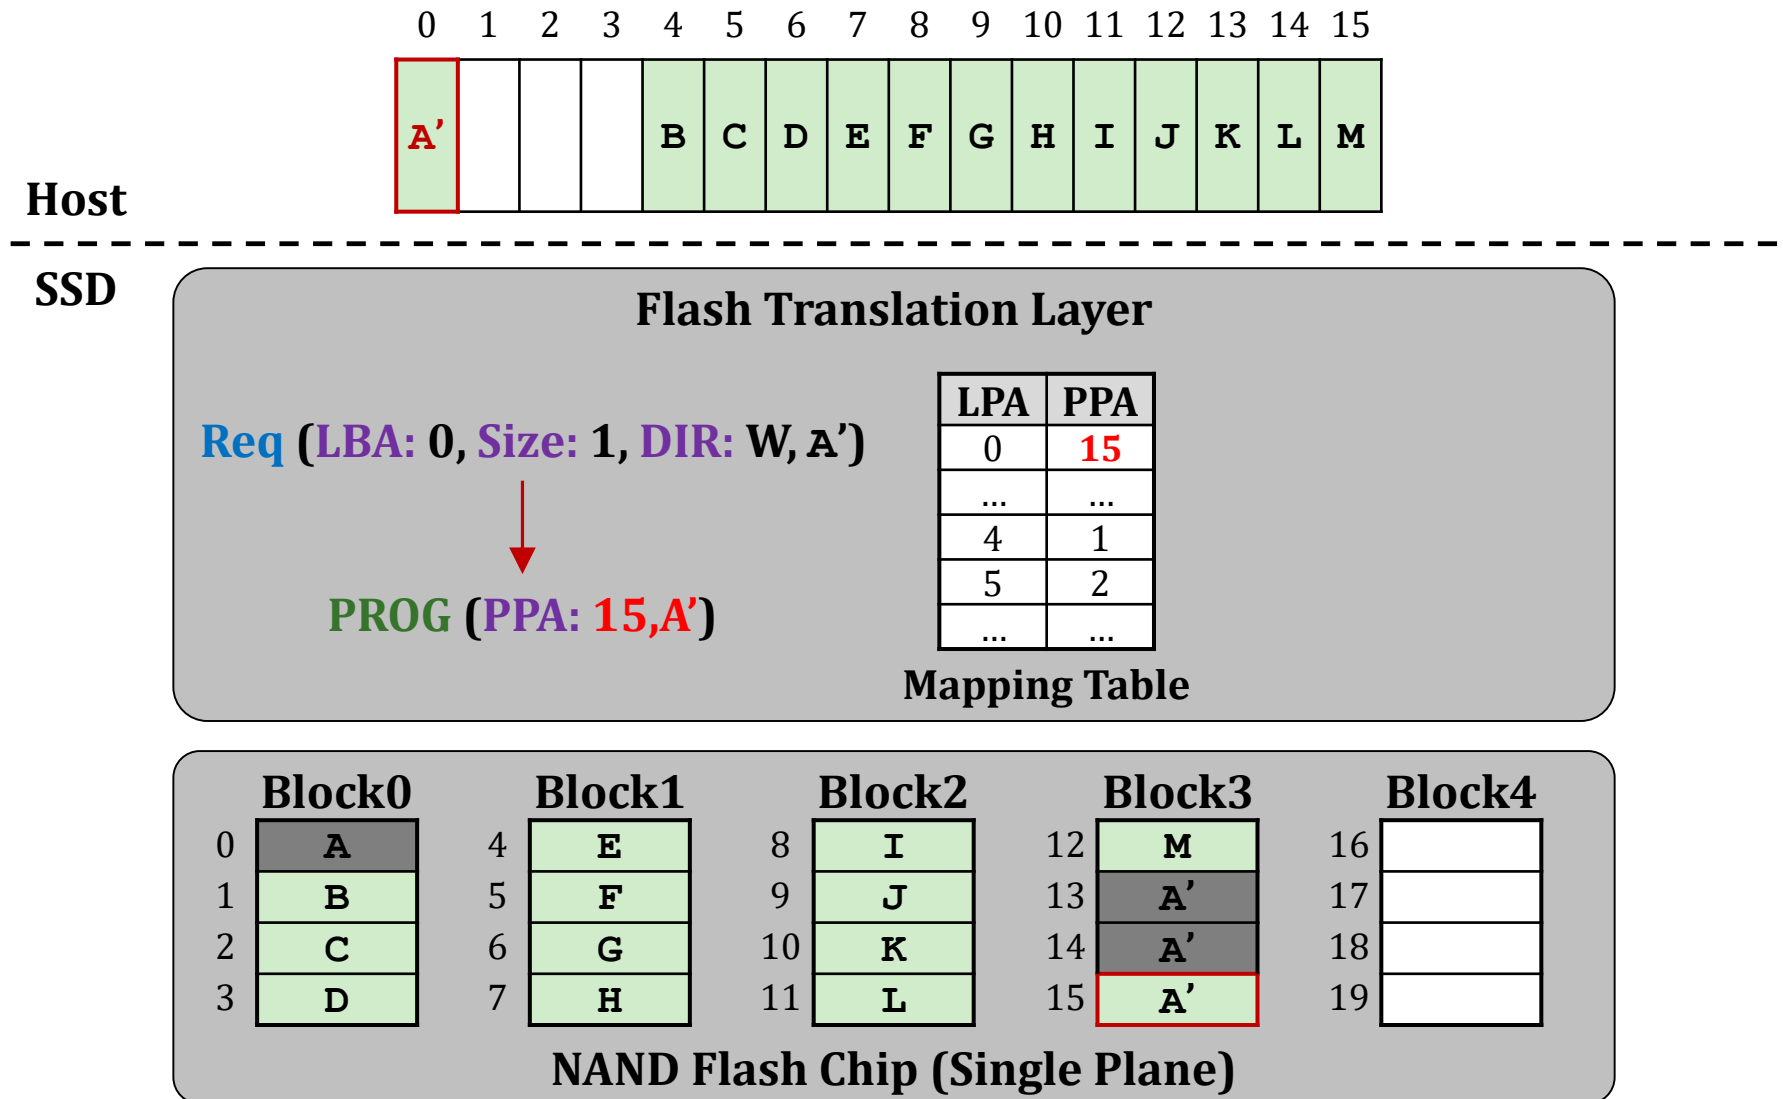 0 1 2 3 4 5 6 7 8 9 10 11 12 13 14 15
A’ B C D E F G H I J K L M
Host
SSD
Flash Translation Layer
Req (LBA: 0, Size: 1, DIR: W, A’)
PROG (PPA: 15,A’)
LPA PPA
0 15
... ...
4 1
5 2
... ...
Mapping Table
Block0 Block1 Block2 Block3 Block4
0 A 4 E 8 I 12 M 16
1 B 5 F 9 J 13 A’ 17
2 C 6 G 10 K 14 A’ 18
3 D 7 H 11 L 15 A’ 19
NAND Flash Chip (Single Plane)